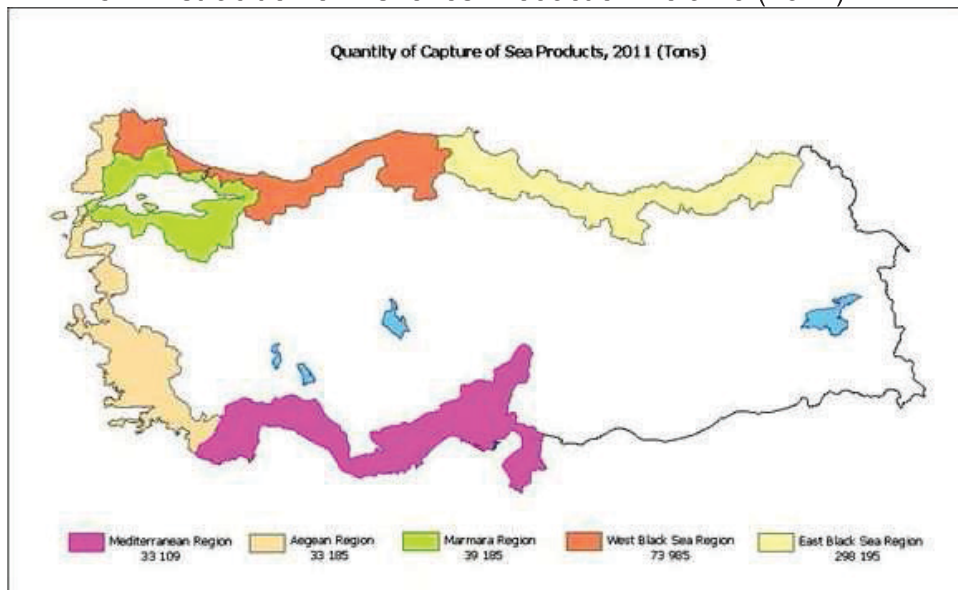 Quantity of Capture of Sea Products, 2011 (Tons)
Mediterranean Region
33 109
Aegean Region
33 185
Marmara Region
39 185
West Black Sea Region
73 985
East Black Sea Region
298 195